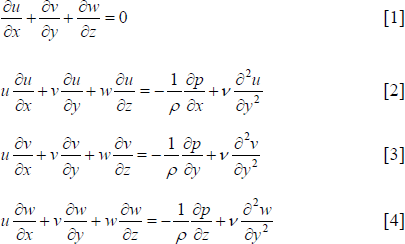 ∂u/∂x + ∂v/∂y + ∂w/∂z = 0 [1]
u ∂u/∂x + v ∂u/∂y + w ∂u/∂z = − 1/ρ ∂p/∂x + ν ∂²u/∂y² [2]
u ∂v/∂x + v ∂v/∂y + w ∂v/∂z = − 1/ρ ∂p/∂y + ν ∂²v/∂y² [3]
u ∂w/∂x + v ∂w/∂y + w ∂w/∂z = − 1/ρ ∂p/∂z + ν ∂²w/∂y² [4]